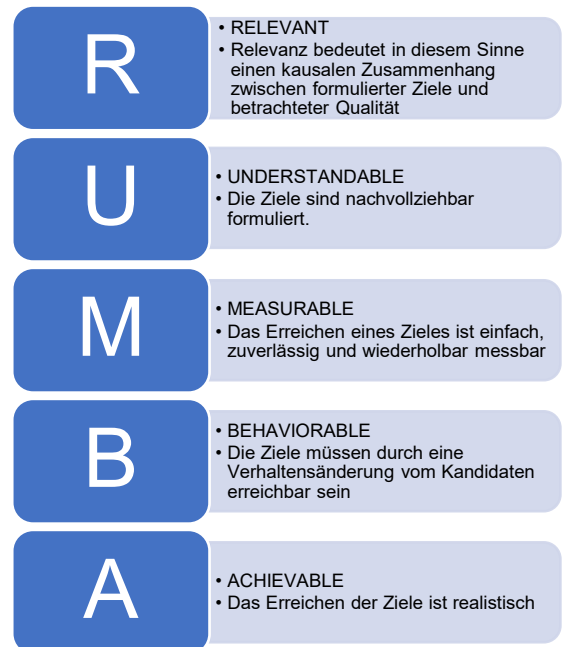 R
• RELEVANT
• Relevanz bedeutet in diesem Sinne
einen kausalen Zusammenhang
zwischen formulierter Ziele und
betrachteter Qualität
U
• UNDERSTANDABLE
• Die Ziele sind nachvollziehbar
formuliert.
M
• MEASURABLE
• Das Erreichen eines Zieles ist einfach,
zuverlässig und wiederholbar messbar
B
• BEHAVIORABLE
• Die Ziele müssen durch eine
Verhaltensänderung vom Kandidaten
erreichbar sein
A
• ACHIEVABLE
• Das Erreichen der Ziele ist realistisch